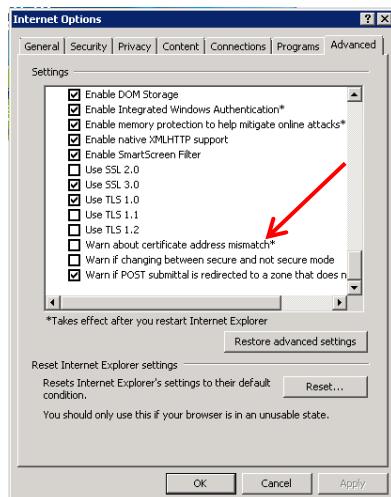 Internet Options
General
Security
Privacy
Content
Connections
Programs
Advanced
Settings
Enable DOM Storage
Enable Integrated Windows Authentication*
Enable memory protection to help mitigate online attacks*
Enable native XMLHTTP support
Enable SmartScreen Filter
Use SSL 2.0
Use SSL 3.0
Use TLS 1.0
Use TLS 1.1
Use TLS 1.2
Warn about certificate address mismatch*
Warn if changing between secure and not secure mode
Warn if POST submittal is redirected to a zone that does n
*Takes effect after you restart Internet Explorer
Restore advanced settings
Reset Internet Explorer settings
Resets Internet Explorer's settings to their default
condition.
Reset...
You should only use this if your browser is in an unusable state.
OK
Cancel
Apply